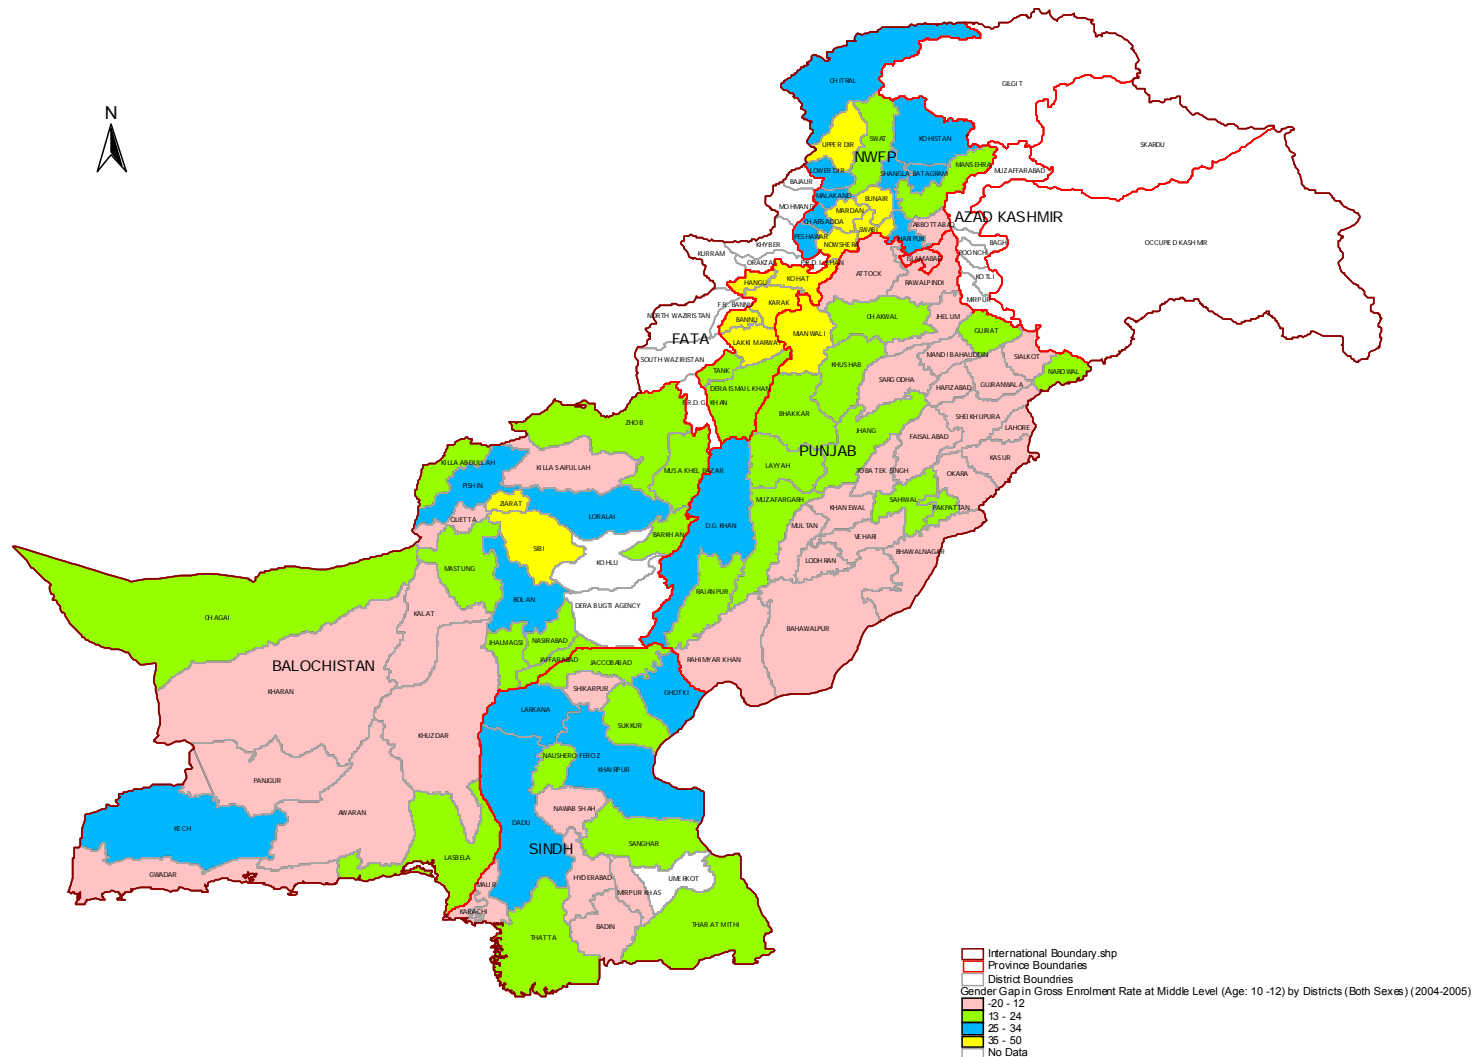 N
CHITRAL
GILGIT
SKARDU
UPPER DIR
SWAT
KOHISTAN
NWFP
LOWER DIR
SHANGLA
BATAGRAM
MANSEHRA
MUZAFFARABAD
BAJAUR
MALAKAND
BUNAIR
MOHMAND
MARDAN
CHARSADDA
SWABI
ABBOTTABAD
AZAD KASHMIR
PESHAWAR
NOWSHERA
HARIPUR
OCCUPIED KASHMIR
KHYBER
BAGH
KURRAM
ORAKZAI
ISLAMABAD
POONCH
ATTOCK
RAWALPINDI
KOTLI
HANGU
KOHAT
MIRPUR
KARAK
F.R. BANNU
NORTH WAZIRISTAN
BANNU
CHAKWAL
JHELUM
GUJRAT
FATA
MIANWALI
LAKKI MARWA
SOUTH WAZIRISTAN
MANDI BAHAUDDIN
SIALKOT
KHUSHAB
TANK
SARGODHA
HAFIZABAD
GUJRANWALA
NAROWAL
DERA ISMAIL KHAN
F.R.D.G. KHAN
BHAKKAR
SHEIKHUPURA
ZHOB
JHANG
FAISALABAD
LAHORE
PUNJAB
KASUR
KILLA ABDULLAH
KILLA SAIFULLAH
MUSA KHEL BAZAR
LAYYAH
TOBA TEK SINGH
OKARA
PISHIN
MUZAFARGARH
SAHIWAL
ZIARAT
KHANEWAL
PAKPATTAN
QUETTA
LORALAI
D.G. KHAN
MULTAN
VEHARI
BARKHAN
SIBI
BHAWALNAGAR
KOHLU
LODHRAN
MASTUNG
RAJANPUR
BOLAN
DERA BUGTI AGENCY
KALAT
CHAGAI
BAHAWALPUR
JHALMAGSI
NASIRABAD
JAFFARABAD
JACCOBABAD
RAHIMYAR KHAN
BALOCHISTAN
KHARAN
SHIKARPUR
GHOTKI
LARKANA
SUKKUR
KHUZDAR
NAUSHERO FEROZ
KHAIRPUR
PANJGUR
AWARAN
NAWAB SHAH
KECH
DADU
SANGHAR
SINDH
LASBELA
GWADAR
HYDERABAD
UMERKOT
MALIR
MIRPUR KHAS
KARACHI
BADIN
THAR AT MITHI
THATTA
International Boundary.shp
Province Boundaries
District Boundries
Gender Gap in Gross Enrolment Rate at Middle Level (Age: 10 -12) by Districts (Both Sexes) (2004-2005)
-20 - 12
13 - 24
25 - 34
35 - 50
No Data